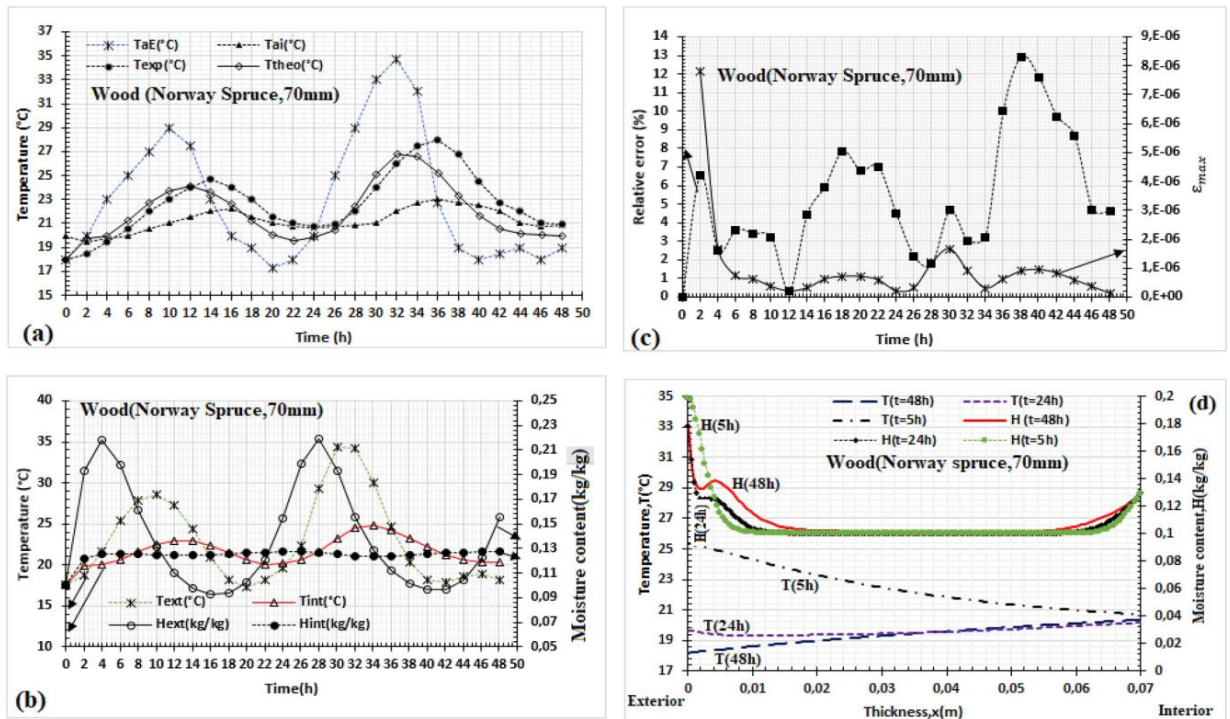 37
35
33
31
29
27
25
23
21
19
17
15
Temperature (°C)
TaE(°C)
Tai(°C)
Texp(°C)
Ttheo(°C)
Wood (Norway Spruce,70mm)
0 2 4 6 8 10 12 14 16 18 20 22 24 26 28 30 32 34 36 38 40 42 44 46 48 50
Time (h)
(a)
(c)
14
13
12
11
10
9
8
7
6
5
4
3
2
1
0
Relative error (%)
Wood(Norway Spruce,70mm)
9,E-06
8,E-06
7,E-06
6,E-06
5,E-06
4,E-06
3,E-06
2,E-06
1,E-06
0,E+00
εmax
0 2 4 6 8 10 12 14 16 18 20 22 24 26 28 30 32 34 36 38 40 42 44 46 48 50
Time (h)
40
35
30
25
20
15
10
Temperature (°C)
Wood(Norway Spruce,70mm)
0,25
0,23
0,21
0,19
0,17
0,15
0,13
0,11
0,09
0,07
0,05
Moisture content(kg/kg)
Text(°C)
Tint(°C)
Hext(kg/kg)
Hint(kg/kg)
0 2 4 6 8 10 12 14 16 18 20 22 24 26 28 30 32 34 36 38 40 42 44 46 48 50
Time(h)
(b)
35
33
31
29
27
25
23
21
19
17
Temperature,T(°C)
T(t=48h)
T(t=24h)
T(t=5h)
H (t=48h)
H(t=24h)
H(t=5h)
(d)
H(5h)
Wood(Norway spruce,70mm)
H(48h)
H(24h)
T(5h)
T(24h)
T(48h)
0,2
0,18
0,16
0,14
0,12
0,1
0,08
0,06
0,04
0,02
0
Moisture content,H(kg/kg)
0 0,01 0,02 0,03 0,04 0,05 0,06 0,07
Exterior
Thickness,x(m)
Interior